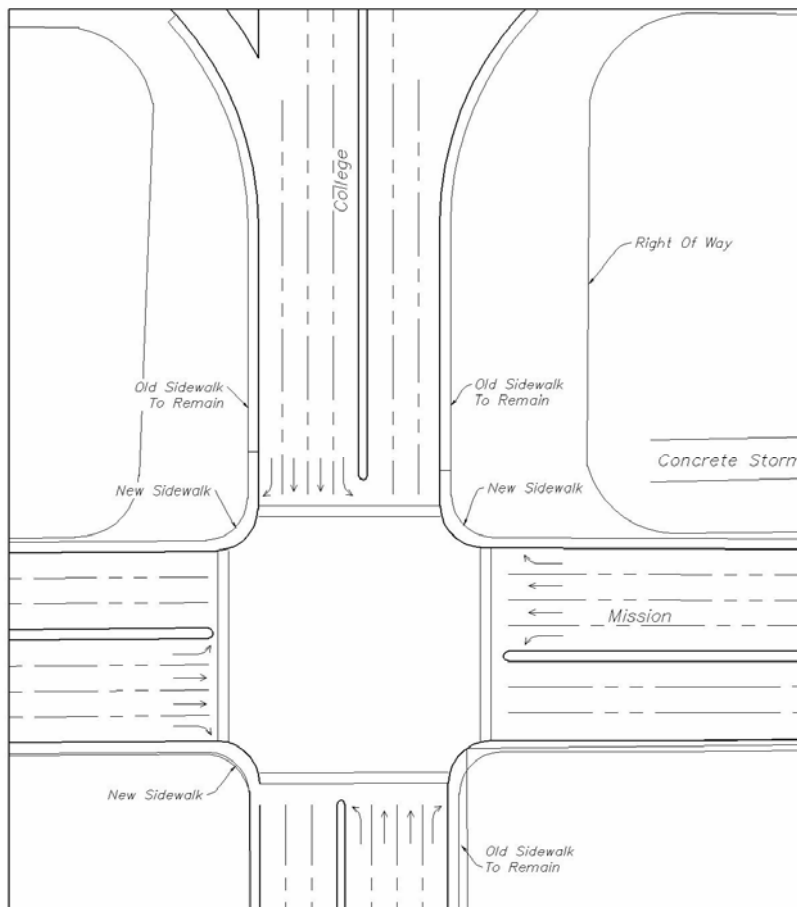 College
Right Of Way
Old Sidewalk
To Remain
Old Sidewalk
To Remain
Concrete Storm
New Sidewalk
New Sidewalk
Mission
New Sidewalk
Old Sidewalk
To Remain